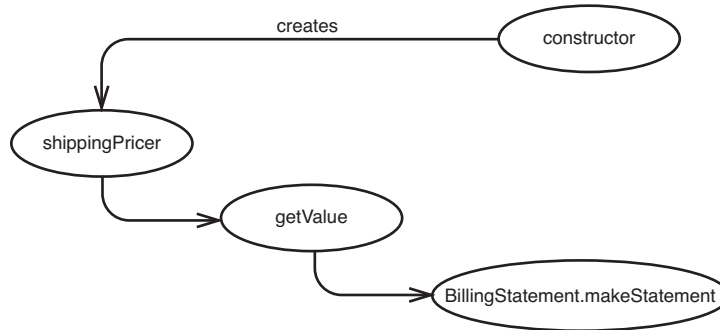 creates
constructor
shippingPricer
getValue
BillingStatement.makeStatement